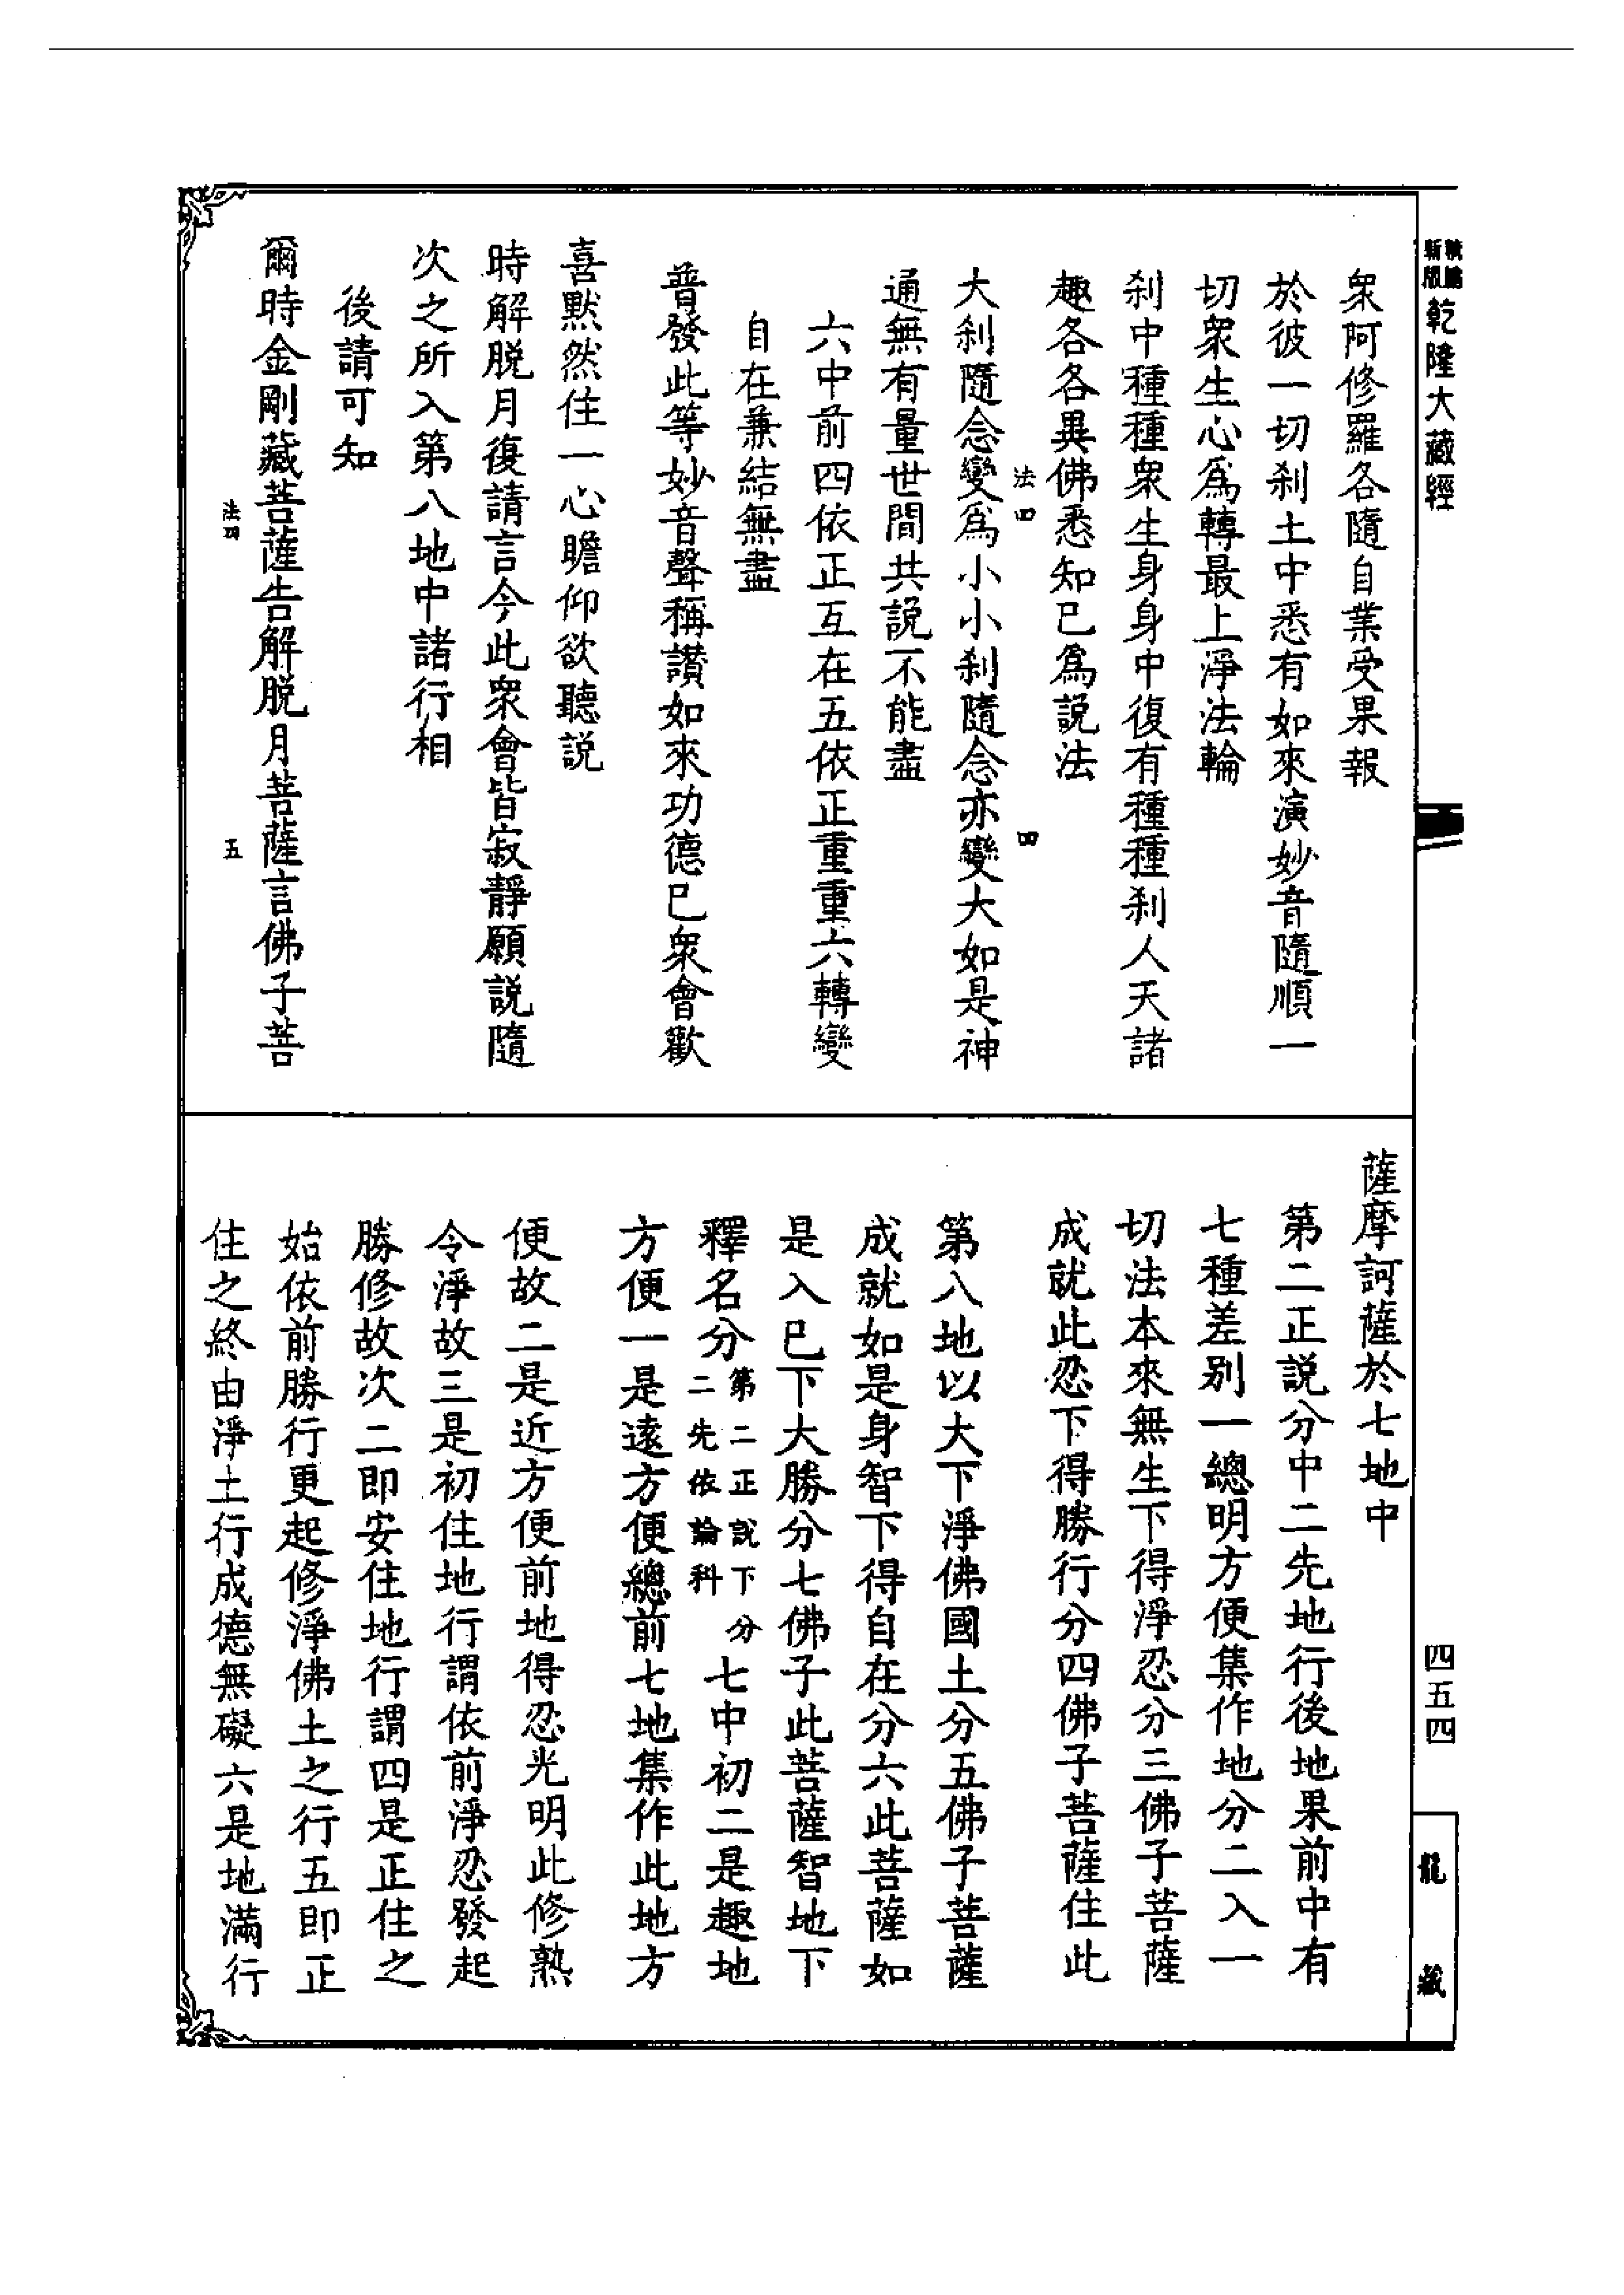 新版
乾隆大藏經
四五四
龍藏
衆阿修羅各隨自業受果報
於彼一切刹土中悉有如來演妙音隨順一
切衆生心爲轉最上淨法輪
刹中種種衆生身身中復有種種刹人天諸
趣各各異佛悉知已爲説法
法四
四
大刹隨念變爲小小刹隨念亦變大如是神
通無有量世間共説不能盡
六中前四依正互在五依正重重六轉變
自在兼結無盡
普發此等妙音聲稱讚如來功德已衆會歡
喜默然住一心瞻仰欲聽説
時解脱月復請言今此衆會皆寂靜願説隨
次之所入第八地中諸行相
後請可知
爾時金剛藏菩薩告解脱月菩薩言佛子菩
法四
五
薩摩訶薩於七地中
第二正説分中二先地行後地果前中有
七種差别一總明方便集作地分二入一
切法本來無生下得淨忍分三佛子菩薩
成就此忍下得勝行分四佛子菩薩住此
第八地以大下淨佛國土分五佛子菩薩
成就如是身智下得自在分六此菩薩如
是入已下大勝分七佛子此菩薩智地下
釋名分第二正説下分二先依論科七中初二是趣地
方便一是遠方便總前七地集作此地方
便故二是近方便前地得忍光明此修熟
令淨故三是初住地行謂依前淨忍發起
勝修故次二即安住地行謂四是正住之
始依前勝行更起修淨佛土之行五即正
住之終由淨土行成德無礙六是地滿行